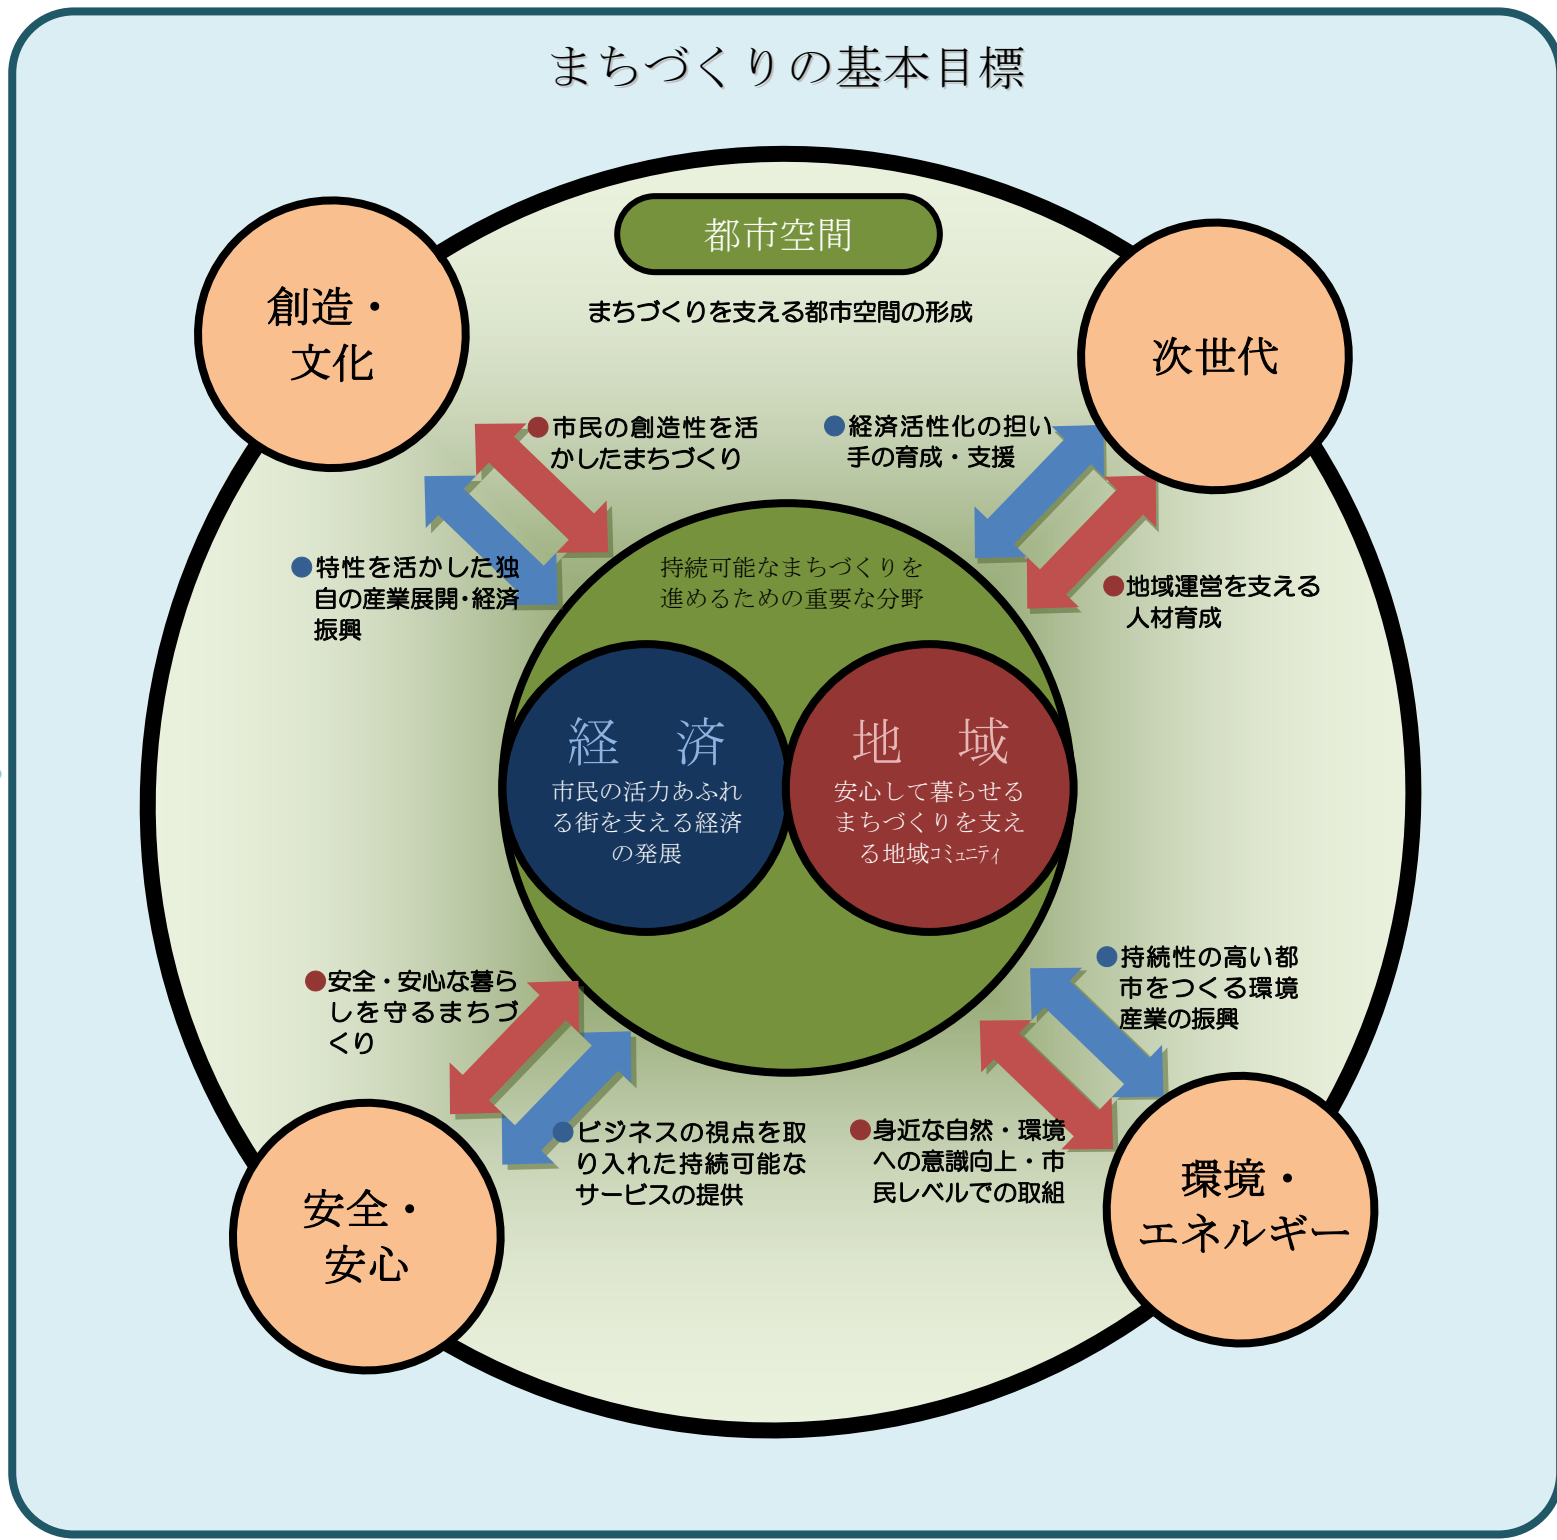 まちづくりの基本目標
都市空間
まちづくりを支える都市空間の形成
創造・
文化
次世代
●市民の創造性を活
かしたまちづくり
●経済活性化の担い
手の育成・支援
●特性を活かした独
自の産業展開･経済
振興
●地域運営を支える
人材育成
持続可能なまちづくりを
進めるための重要な分野
経　済
市民の活力あふれ
る街を支える経済
の発展
地　域
安心して暮らせる
まちづくりを支え
る地域ｺﾐｭﾆﾃｨ
●安全・安心な暮ら
しを守るまちづ
くり
●持続性の高い都
市をつくる環境
産業の振興
●ビジネスの視点を取
り入れた持続可能な
サービスの提供
●身近な自然・環境
への意識向上・市
民レベルでの取組
安全・
安心
環境・
エネルギー